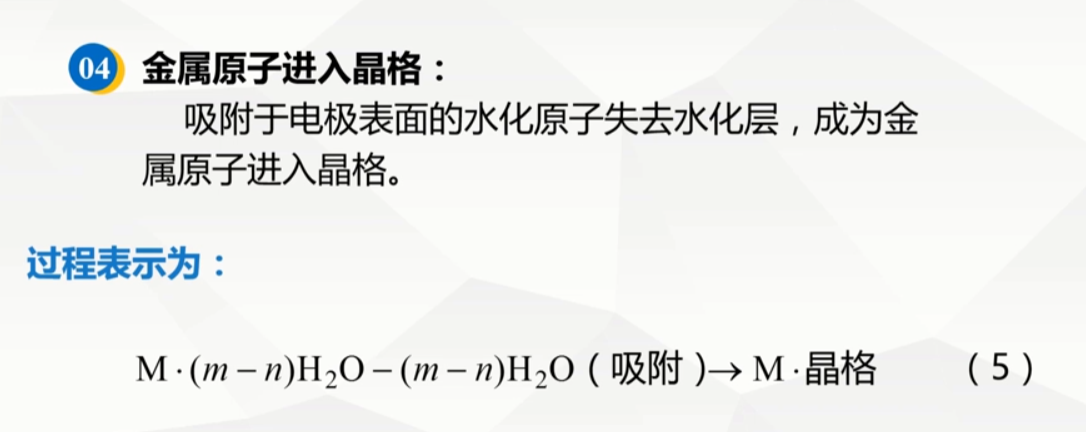 04 金属原子进入晶格：
吸附于电极表面的水化原子失去水化层，成为金
属原子进入晶格。
过程表示为：
M·(m−n)H₂O−(m−n)H₂O（吸附）→ M·晶格 （5）